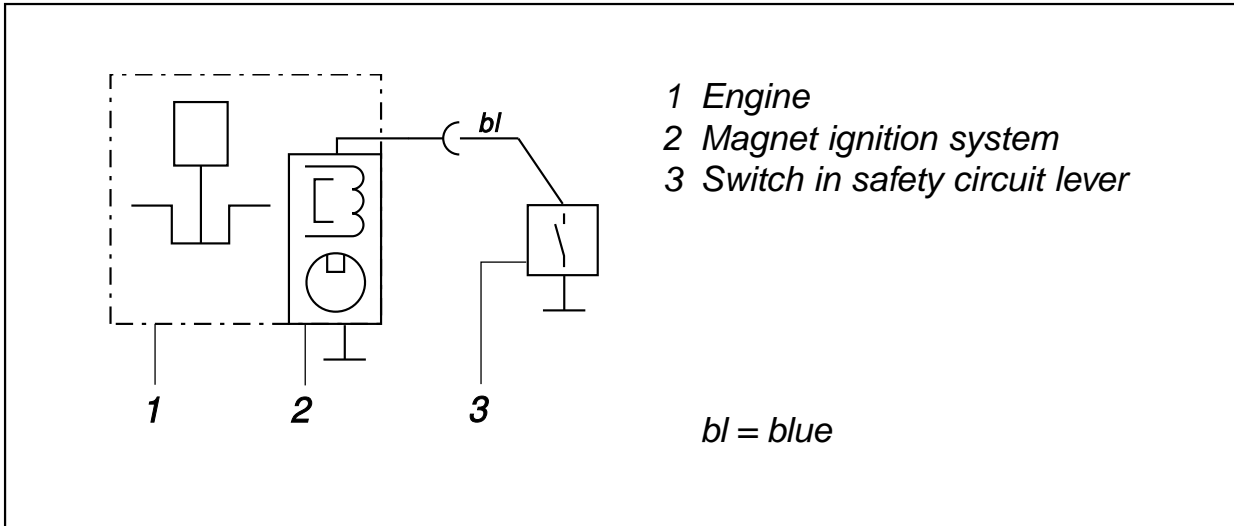 bl
1 Engine
2 Magnet ignition system
3 Switch in safety circuit lever
1 2 3
bl = blue